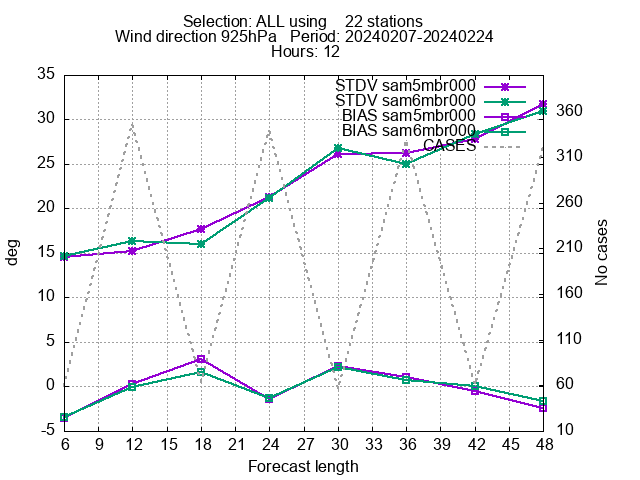 Selection: ALL using 22 stations
Wind direction 925hPa Period: 20240207-20240224
Hours: 12
STDV sam5mbr000
STDV sam6mbr000
BIAS sam5mbr000
BIAS sam6mbr000
CASES
35
30
25
20
15
10
5
0
-5
deg
360
310
260
210
160
110
60
10
No cases
6 9 12 15 18 21 24 27 30 33 36 39 42 45 48
Forecast length